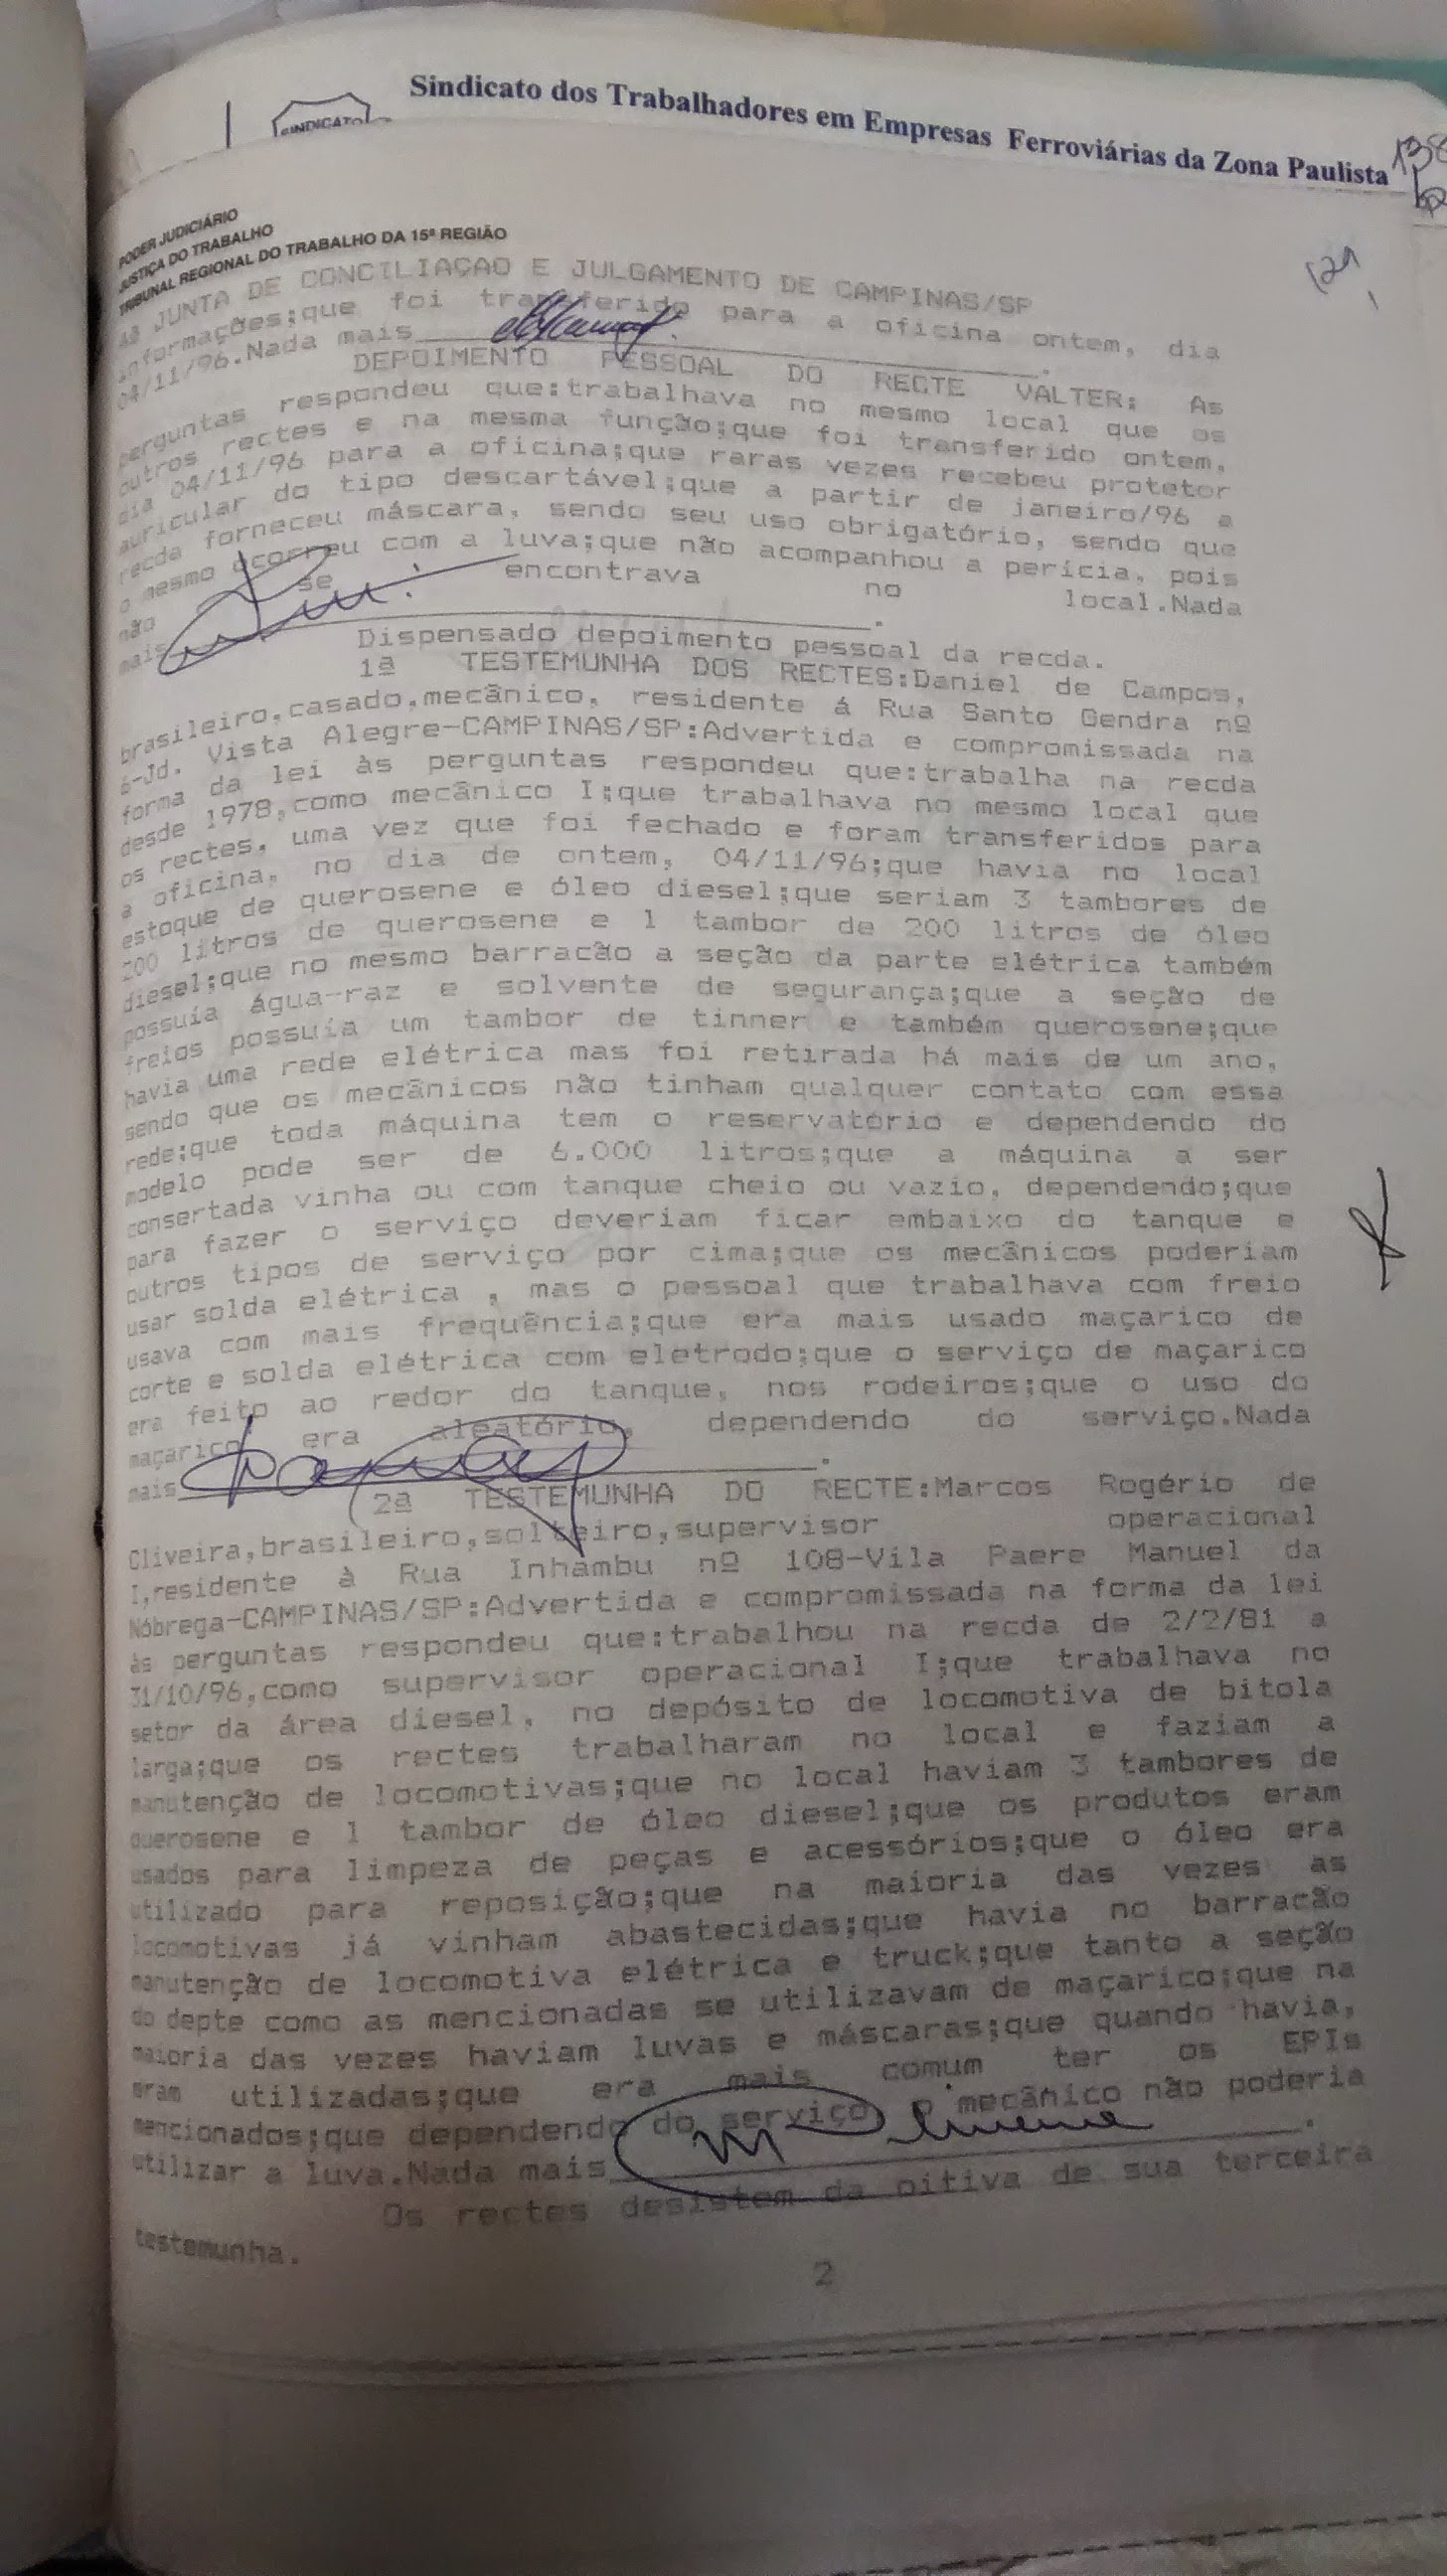 Sindicato dos Trabalhadores em Empresas Ferroviárias da Zona Paulista
SINDICATO
138
121
PODER JUDICIÁRIO
JUSTIÇA DO TRABALHO
TRIBUNAL REGIONAL DO TRABALHO DA 15ª REGIÃO
4ª JUNTA DE CONCILIAÇAO E JULGAMENTO DE CAMPINAS/SP
informações;que foi transferido para a oficina ontem, dia
04/11/96.Nada mais
DEPOIMENTO PESSOAL DO RECTE VALTER: As
perguntas respondeu que:trabalhava no mesmo local que os
outros rectes e na mesma função;que foi transferido ontem,
dia 04/11/96 para a oficina;que raras vezes recebeu protetor
auricular do tipo descartável;que a partir de janeiro/96 a
recda forneceu máscara, sendo seu uso obrigatório, sendo que
o mesmo ocorreu com a luva;que não acompanhou a perícia, pois
não se encontrava no local.Nada
mais
Dispensado depoimento pessoal da recda.
1ª TESTEMUNHA DOS RECTES:Daniel de Campos,
brasileiro,casado,mecânico, residente á Rua Santo Gendra nº
6-Jd. Vista Alegre-CAMPINAS/SP:Advertida e compromissada na
forma da lei às perguntas respondeu que:trabalha na recda
desde 1978,como mecânico I;que trabalhava no mesmo local que
os rectes, uma vez que foi fechado e foram transferidos para
a oficina, no dia de ontem, 04/11/96;que havia no local
estoque de querosene e óleo diesel;que seriam 3 tambores de
200 litros de querosene e 1 tambor de 200 litros de óleo
diesel;que no mesmo barracão a seção da parte elétrica também
possuía água-raz e solvente de segurança;que a seção de
freios possuía um tambor de tinner e também querosene;que
havia uma rede elétrica mas foi retirada há mais de um ano,
sendo que os mecânicos não tinham qualquer contato com essa
rede;que toda máquina tem o reservatório e dependendo do
modelo pode ser de 6.000 litros;que a máquina a ser
consertada vinha ou com tanque cheio ou vazio, dependendo;que
para fazer o serviço deveriam ficar embaixo do tanque e
outros tipos de serviço por cima;que os mecânicos poderiam
usar solda elétrica , mas o pessoal que trabalhava com freio
usava com mais frequência;que era mais usado maçarico de
corte e solda elétrica com eletrodo;que o serviço de maçarico
era feito ao redor do tanque, nos rodeiros;que o uso do
maçarico era aleatório, dependendo do serviço.Nada
mais
2ª TESTEMUNHA DO RECTE:Marcos Rogério de
Oliveira,brasileiro,solteiro,supervisor operacional
I,residente à Rua Inhambu nº 108-Vila Paere Manuel da
Nóbrega-CAMPINAS/SP:Advertida e compromissada na forma da lei
às perguntas respondeu que:trabalhou na recda de 2/2/81 a
31/10/96,como supervisor operacional I;que trabalhava no
setor da área diesel, no depósito de locomotiva de bitola
larga;que os rectes trabalharam no local e faziam a
manutenção de locomotivas;que no local haviam 3 tambores de
querosene e 1 tambor de óleo diesel;que os produtos eram
usados para limpeza de peças e acessórios;que o óleo era
utilizado para reposição;que na maioria das vezes as
locomotivas já vinham abastecidas;que havia no barracão
manutenção de locomotiva elétrica e truck;que tanto a seção
do depte como as mencionadas se utilizavam de maçarico;que na
maioria das vezes haviam luvas e máscaras;que quando havia,
eram utilizadas;que era mais comum ter os EPIs
mencionados;que dependendo do serviço o mecânico não poderia
utilizar a luva.Nada mais
Os rectes desistem da oitiva de sua terceira
testemunha.
2